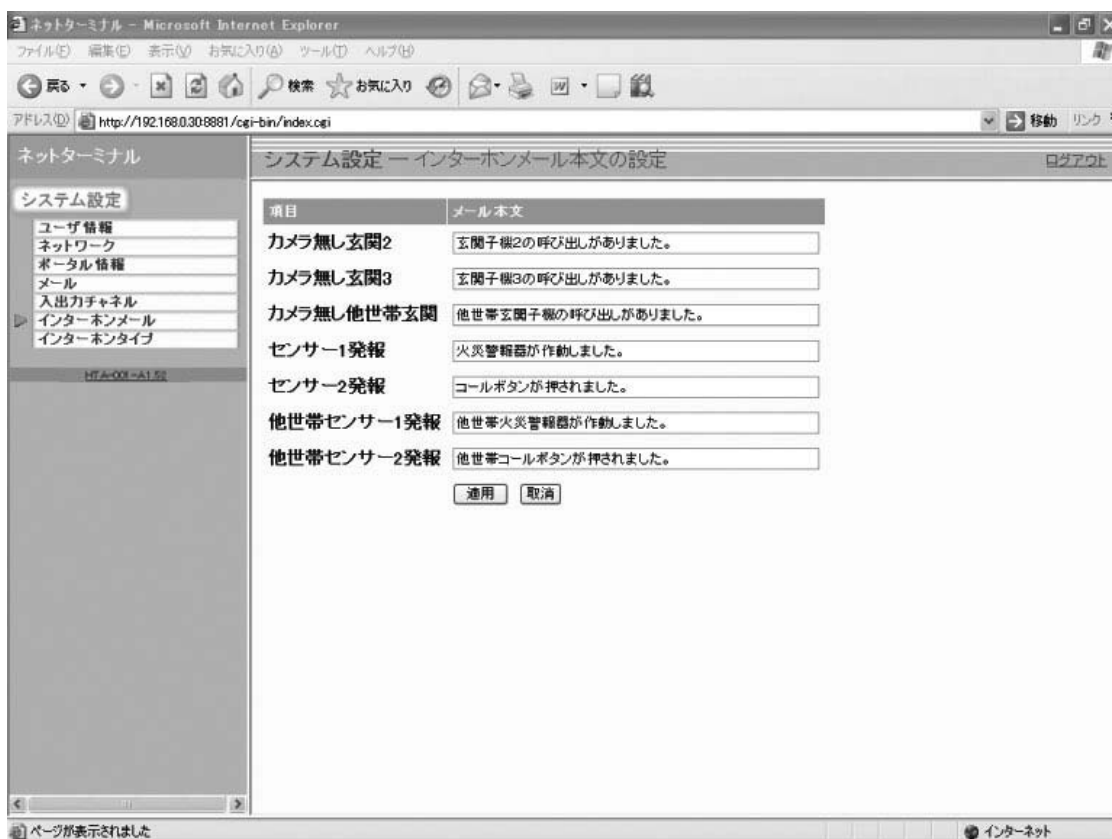 ネットターミナル - Microsoft Internet Explorer
ファイル(F) 編集(E) 表示(V) お気に入り(A) ツール(T) ヘルプ(H)
戻る 検索 お気に入り
アドレス(D) http://192.168.0.30:8881/cgi-bin/index.cgi 移動 リンク
ネットターミナル
システム設定 ー インターホンメール本文の設定
ログアウト
システム設定
ユーザ情報
ネットワーク
ポータル情報
メール
入出力チャネル
インターホンメール
インターホンタイプ
HTA-001-A1.52
項目 メール本文
カメラ無し玄関2 玄関子機2の呼び出しがありました。
カメラ無し玄関3 玄関子機3の呼び出しがありました。
カメラ無し他世帯玄関 他世帯玄関子機の呼び出しがありました。
センサー1発報 火災警報器が作動しました。
センサー2発報 コールボタンが押されました。
他世帯センサー1発報 他世帯火災警報器が作動しました。
他世帯センサー2発報 他世帯コールボタンが押されました。
適用 取消
ページが表示されました インターネット